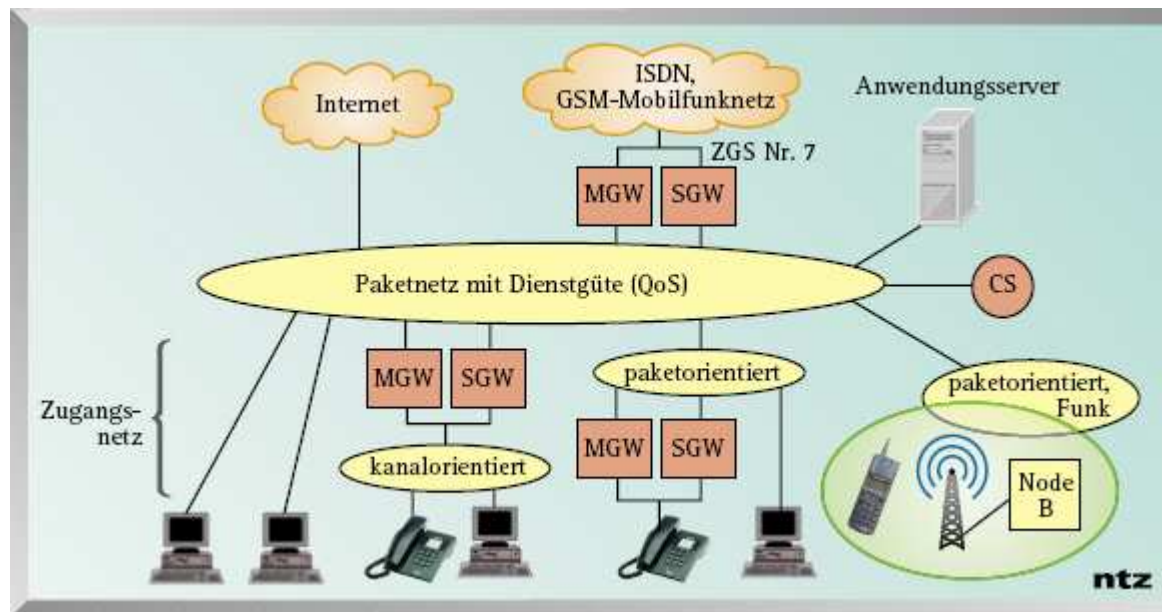 Internet
ISDN,
GSM-Mobilfunknetz
Anwendungsserver
ZGS Nr. 7
MGW
SGW
Paketnetz mit Dienstgüte (QoS)
CS
Zugangs-
netz
MGW
SGW
paketorientiert
paketorientiert,
Funk
kanalorientiert
MGW
SGW
Node
B
ntz